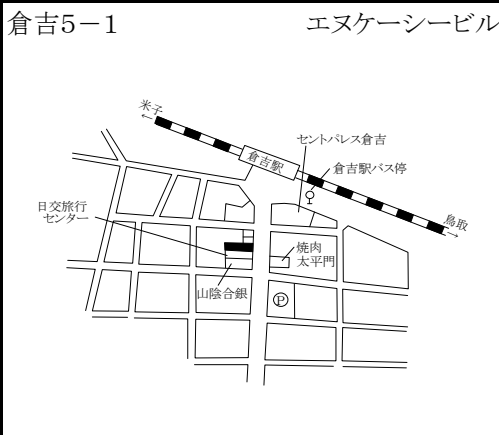 倉吉5－1
エヌケーシービル
米子
←
倉吉駅
セントパレス倉吉
倉吉駅バス停
鳥取
→
日交旅行
センター
焼肉
太平門
山陰合銀
P